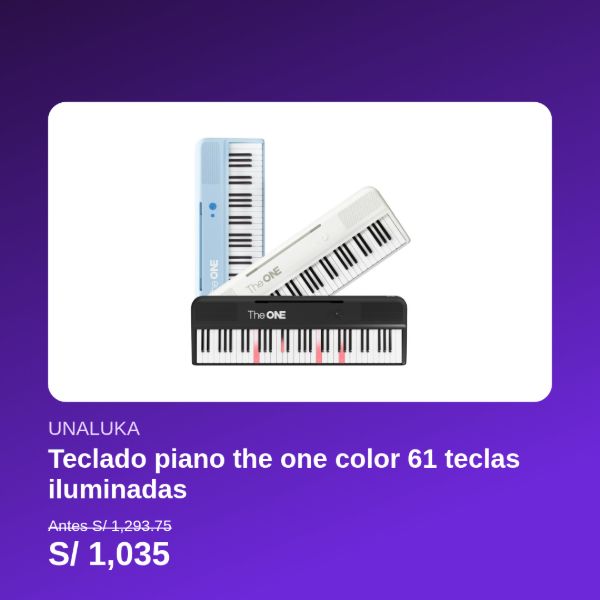 The ONE
The ONE
The ONE
UNALUKA
Teclado piano the one color 61 teclas
iluminadas
Antes S/ 1,293.75
S/ 1,035